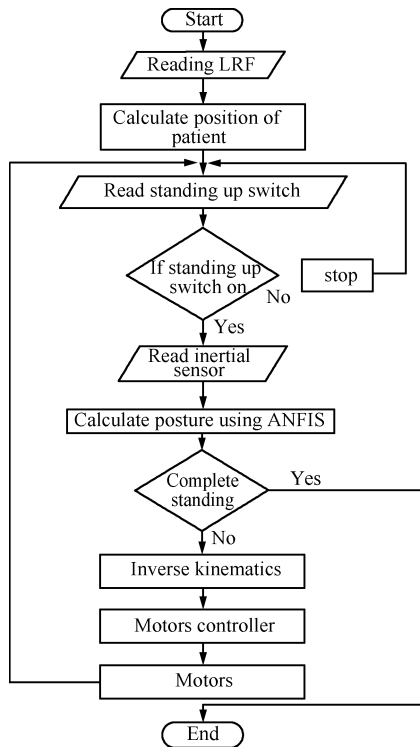 Start
Reading LRF
Calculate position of
patient
Read standing up switch
If standing up
switch on
stop
No
Yes
Read inertial
sensor
Calculate posture using ANFIS
Complete
standing
Yes
No
Inverse kinematics
Motors controller
Motors
End